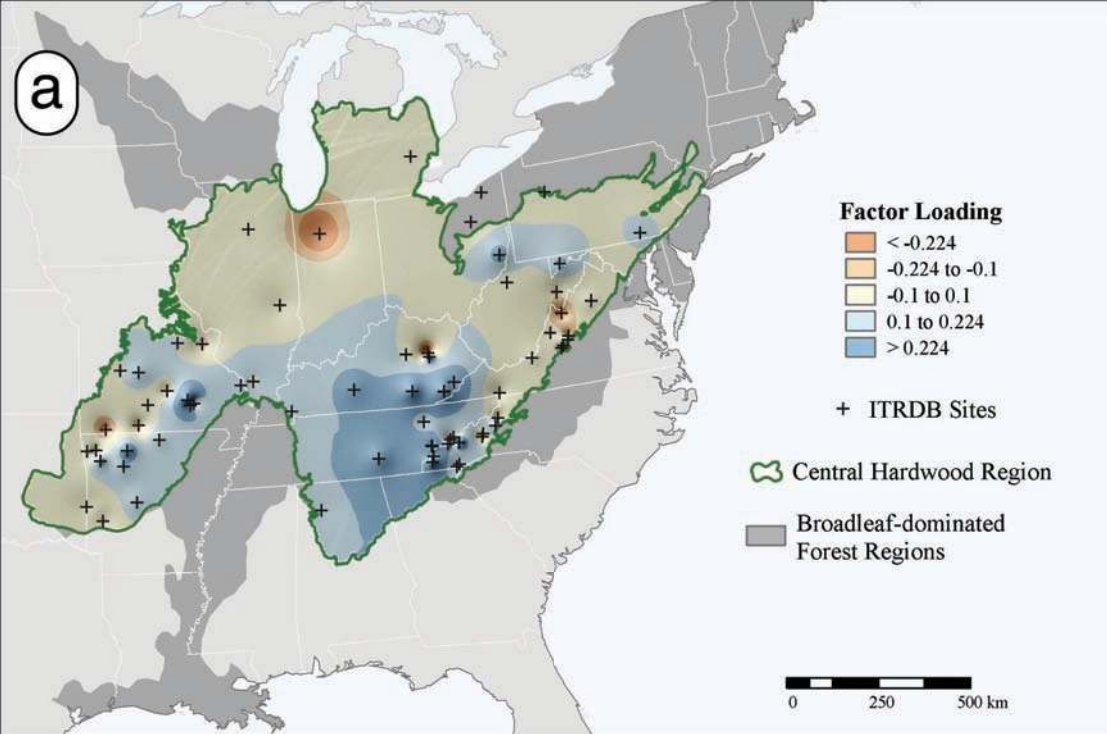 a
Factor Loading
< -0.224
-0.224 to -0.1
-0.1 to 0.1
0.1 to 0.224
> 0.224
ITRDB Sites
Central Hardwood Region
Broadleaf-dominated
Forest Regions
0 250 500 km